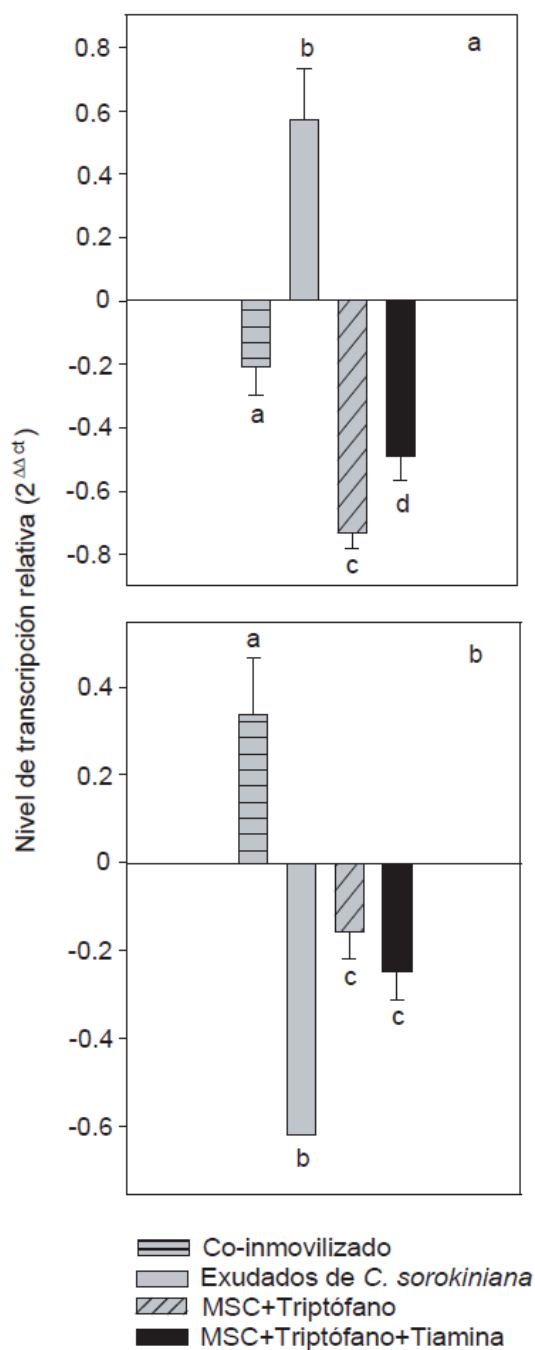 Nivel de transcripción relativa (2^ΔΔ ct)
a
0.8
0.6
0.4
0.2
0
-0.2
-0.4
-0.6
-0.8
b
a
c
d
b
0.4
0.2
0
-0.2
-0.4
-0.6
a
b
c
c
Co-inmovilizado
Exudados de C. sorokiniana
MSC+Triptófano
MSC+Triptófano+Tiamina